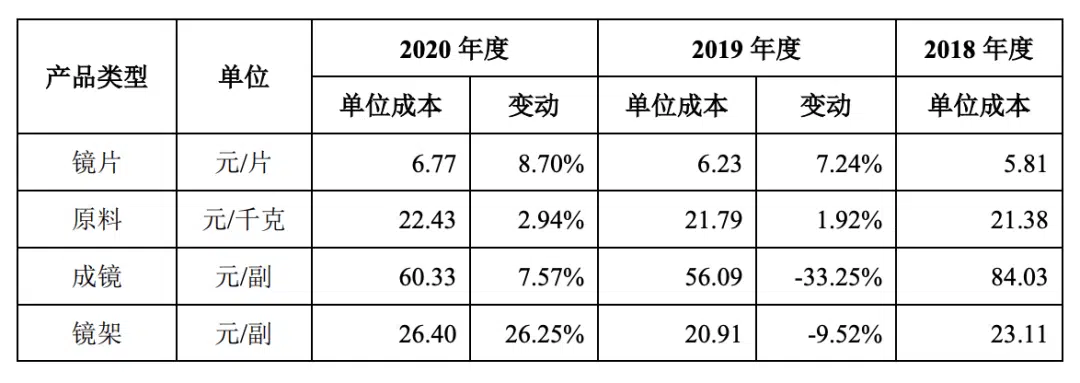 产品类型 单位 2020 年度 2019 年度 2018 年度
单位成本 变动 单位成本 变动 单位成本
镜片 元/片 6.77 8.70% 6.23 7.24% 5.81
原料 元/千克 22.43 2.94% 21.79 1.92% 21.38
成镜 元/副 60.33 7.57% 56.09 -33.25% 84.03
镜架 元/副 26.40 26.25% 20.91 -9.52% 23.11